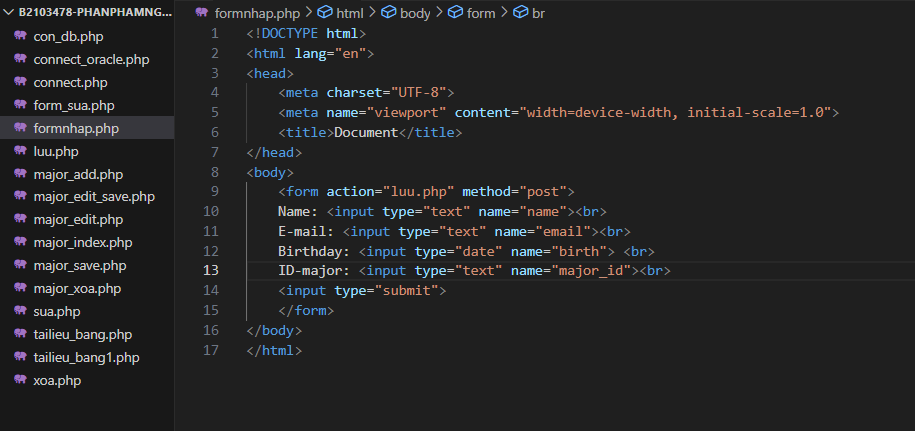 B2103478-PHANPHAMNG...
con_db.php
connect_oracle.php
connect.php
form_sua.php
formnhap.php
luu.php
major_add.php
major_edit_save.php
major_edit.php
major_index.php
major_save.php
major_xoa.php
sua.php
tailieu_bang.php
tailieu_bang1.php
xoa.php
formnhap.php > html > body > form > br
1 <!DOCTYPE html>
2 <html lang="en">
3 <head>
4 <meta charset="UTF-8">
5 <meta name="viewport" content="width=device-width, initial-scale=1.0">
6 <title>Document</title>
7 </head>
8 <body>
9 <form action="luu.php" method="post">
10 Name: <input type="text" name="name"><br>
11 E-mail: <input type="text" name="email"><br>
12 Birthday: <input type="date" name="birth"> <br>
13 ID-major: <input type="text" name="major_id"><br>
14 <input type="submit">
15 </form>
16 </body>
17 </html>